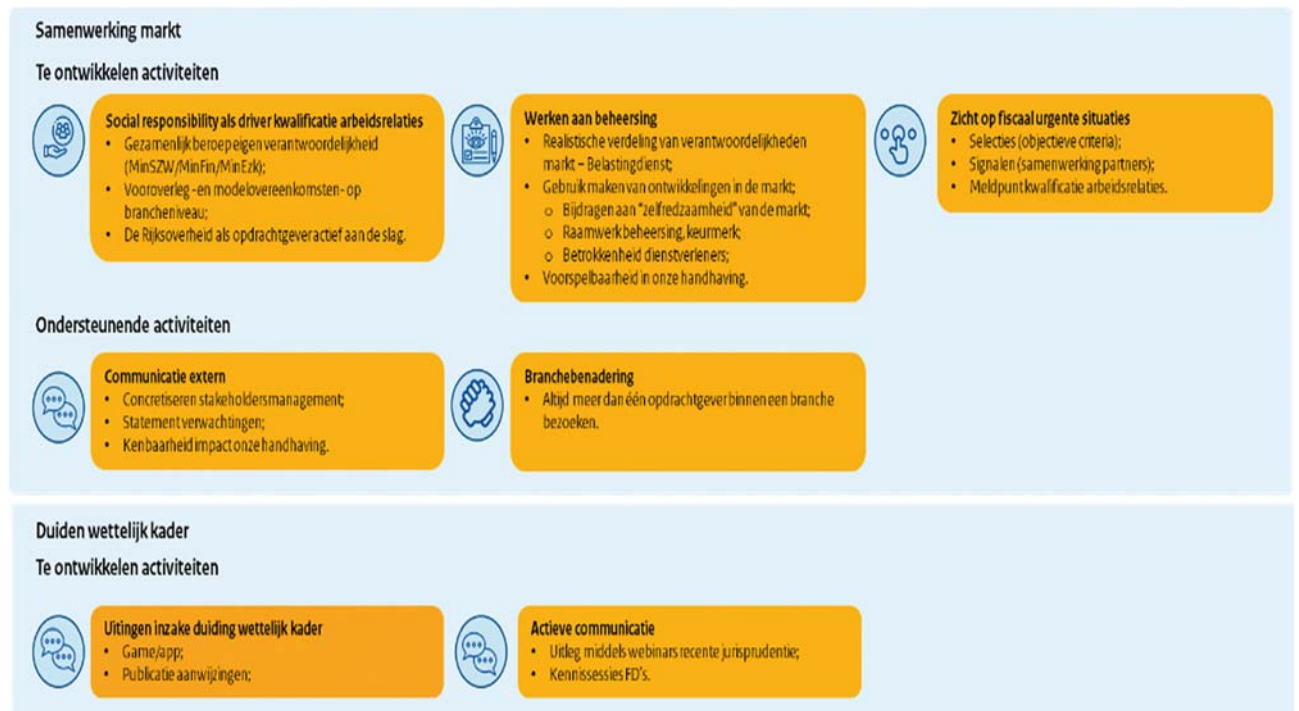 Samenwerking markt
Te ontwikkelen activiteiten
Social responsibility als driver kwalificatie arbeidsrelaties
• Gezamenlijk beroep eigen verantwoordelijkheid
(MinSZW/MinFin/MinEzk);
• Vooroverleg -en modelovereenkomsten- op
brancheniveau;
• De Rijksoverheid als opdrachtgever actief aan de slag.
Werken aan beheersing
• Realistische verdeling van verantwoordelijkheden
markt – Belastingdienst;
• Gebruik maken van ontwikkelingen in de markt;
o Bijdragen aan "zelfredzaamheid" van de markt;
o Raamwerk beheersing, keurmerk;
o Betrokkenheid dienstverleners;
• Voorspelbaarheid in onze handhaving.
Zicht op fiscaal urgente situaties
• Selecties (objectieve criteria);
• Signalen (samenwerking partners);
• Meldpunt kwalificatie arbeidsrelaties.
Ondersteunende activiteiten
Communicatie extern
• Concretiseren stakeholdersmanagement;
• Statement verwachtingen;
• Kenbaarheid impact onze handhaving.
Branchebenadering
• Altijd meer dan één opdrachtgever binnen een branche
bezoeken.
Duiden wettelijk kader
Te ontwikkelen activiteiten
Uitingen inzake duiding wettelijk kader
• Game/app;
• Publicatie aanwijzingen;
Actieve communicatie
• Uitleg middels webinars recente jurisprudentie;
• Kennissessies FD's.